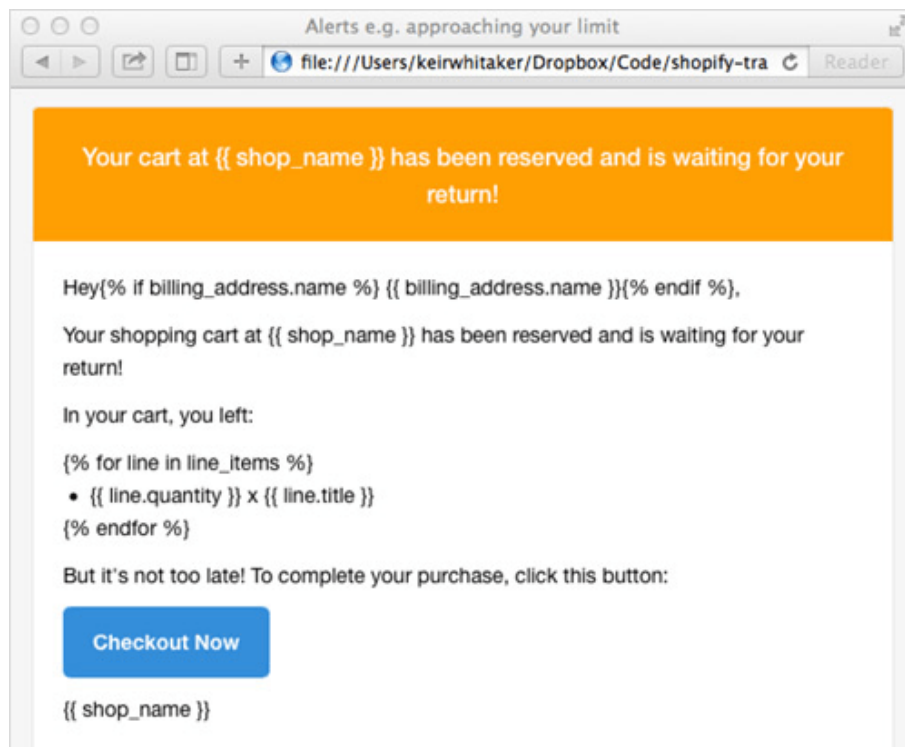 Alerts e.g. approaching your limit
file:///Users/keirwhitaker/Dropbox/Code/shopify-tra
Reader
Your cart at {{ shop_name }} has been reserved and is waiting for your
return!
Hey{% if billing_address.name %} {{ billing_address.name }}{% endif %},
Your shopping cart at {{ shop_name }} has been reserved and is waiting for your
return!
In your cart, you left:
{% for line in line_items %}
• {{ line.quantity }} x {{ line.title }}
{% endfor %}
But it's not too late! To complete your purchase, click this button:
Checkout Now
{{ shop_name }}